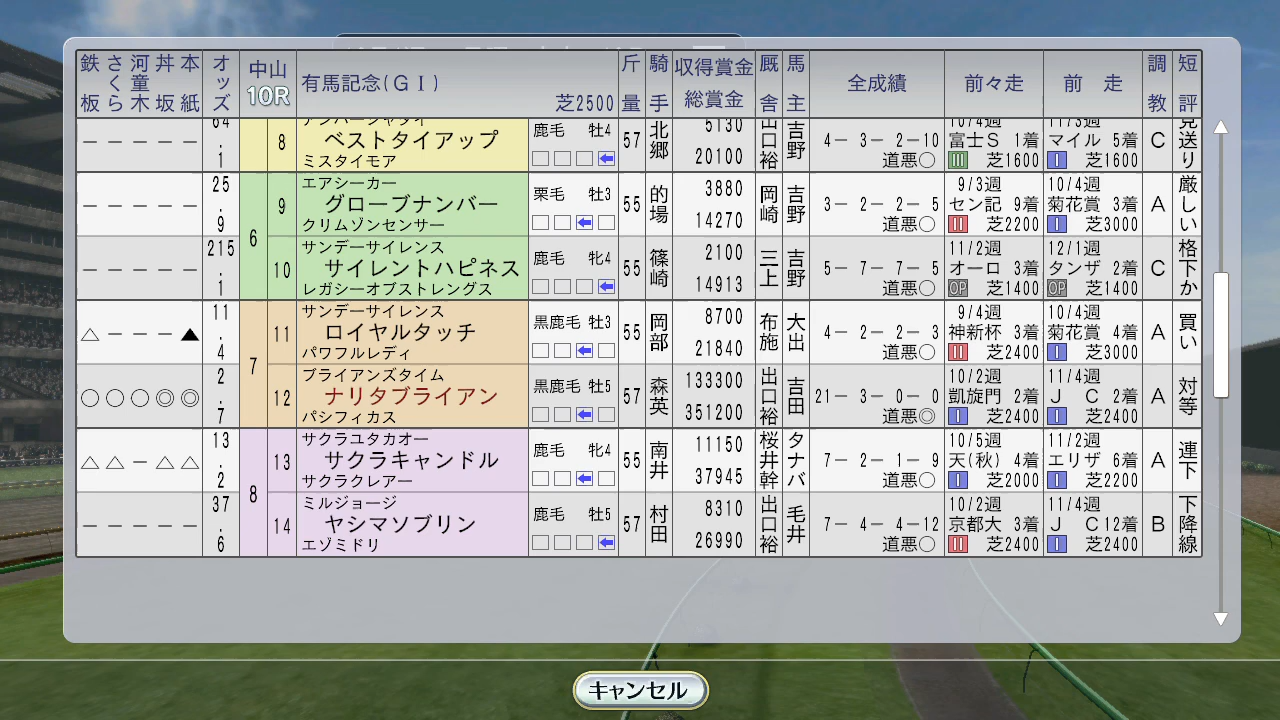 鉄板 さくら 河童木 井坂 本紙 オッズ 中山10R 有馬記念(GⅠ) 芝2500 斤量 騎手 収得賞金 総賞金 厩舎 馬主 全成績 前々走 前走 調教 短評
－ － － － － 64.1 8 アンバーシャダイ 鹿毛 牡4 57 北郷 5130 出口裕 吉野 4－ 3－ 2－10 10/4週 11/3週 C 見送り
ベストタイアップ 富士S 1着 マイル 5着
ミスタイモア 20100 道悪○ Ⅲ 芝1600 Ⅰ 芝1600
－ － － － － 25.9 6 9 エアシーカー 栗毛 牡3 55 的場 3880 岡崎 吉野 3－ 2－ 2－ 5 9/3週 10/4週 A 厳しい
グローブナンバー セン記 9着 菊花賞 3着
クリムゾンセンサー 14270 道悪○ Ⅱ 芝2200 Ⅰ 芝3000
－ － － － － 215.1 10 サンデーサイレンス 鹿毛 牝4 55 篠崎 2100 三上 吉野 5－ 7－ 7－ 5 11/2週 12/1週 C 格下か
サイレントハピネス オーロ 3着 タンザ 2着
レガシーオブストレングス 14913 道悪○ OP 芝1400 OP 芝1400
△ － － － ▲ 11.4 7 11 サンデーサイレンス 黒鹿毛 牡3 55 岡部 8700 布施 大出 4－ 2－ 2－ 3 9/4週 10/4週 A 買い
ロイヤルタッチ 神新杯 3着 菊花賞 4着
パワフルレディ 21840 道悪○ Ⅱ 芝2400 Ⅰ 芝3000
○ ○ ○ ◎ ◎ 2.7 12 ブライアンズタイム 黒鹿毛 牡5 57 森英 133300 出口裕 吉田 21－ 3－ 0－ 0 10/2週 11/4週 A 対等
ナリタブライアン 凱旋門 2着 J C 2着
パシフィカス 351200 道悪◎ Ⅰ 芝2400 Ⅰ 芝2400
△ △ － △ △ 13.2 8 13 サクラユタカオー 鹿毛 牝4 55 南井 11150 桜井幹 タナバ 7－ 2－ 1－ 9 10/5週 11/2週 A 連下
サクラキャンドル 天(秋) 4着 エリザ 6着
サクラクレアー 37945 道悪○ Ⅰ 芝2000 Ⅰ 芝2200
－ － － － － 37.6 14 ミルジョージ 鹿毛 牡5 57 村田 8310 出口裕 毛井 7－ 4－ 4－12 10/2週 11/4週 B 下降線
ヤシマソブリン 京都大 3着 J C12着
エゾミドリ 26990 道悪○ Ⅱ 芝2400 Ⅰ 芝2400
キャンセル